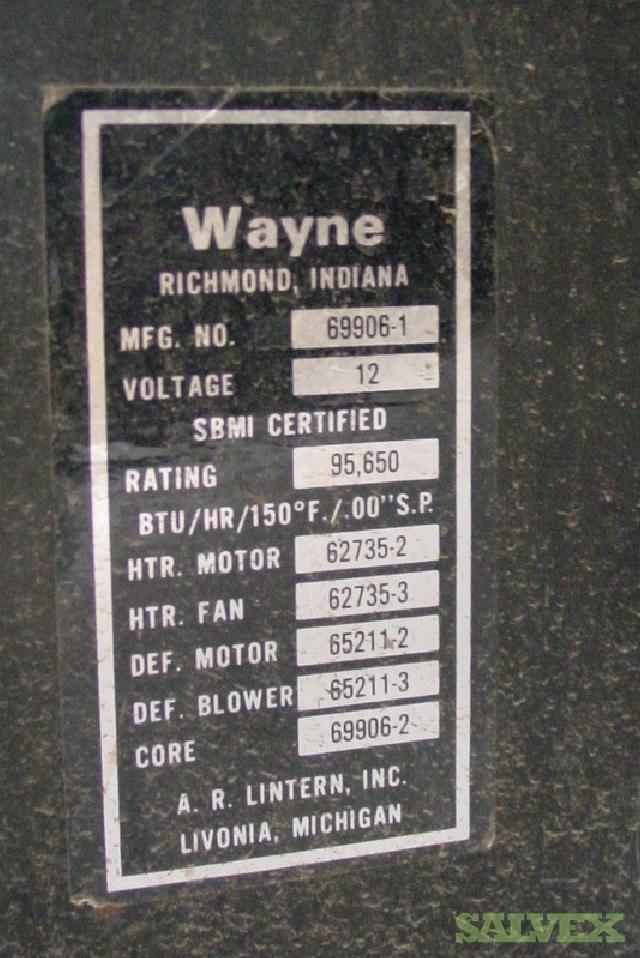 Wayne
RICHMOND, INDIANA
MFG. NO. 69906-1
VOLTAGE 12
SBMI CERTIFIED
RATING 95,650
BTU/HR/150°F./.00"S.P.
HTR. MOTOR 62735-2
HTR. FAN 62735-3
DEF. MOTOR 65211-2
DEF. BLOWER 65211-3
CORE 69906-2
A. R. LINTERN, INC.
LIVONIA, MICHIGAN
SALVEX